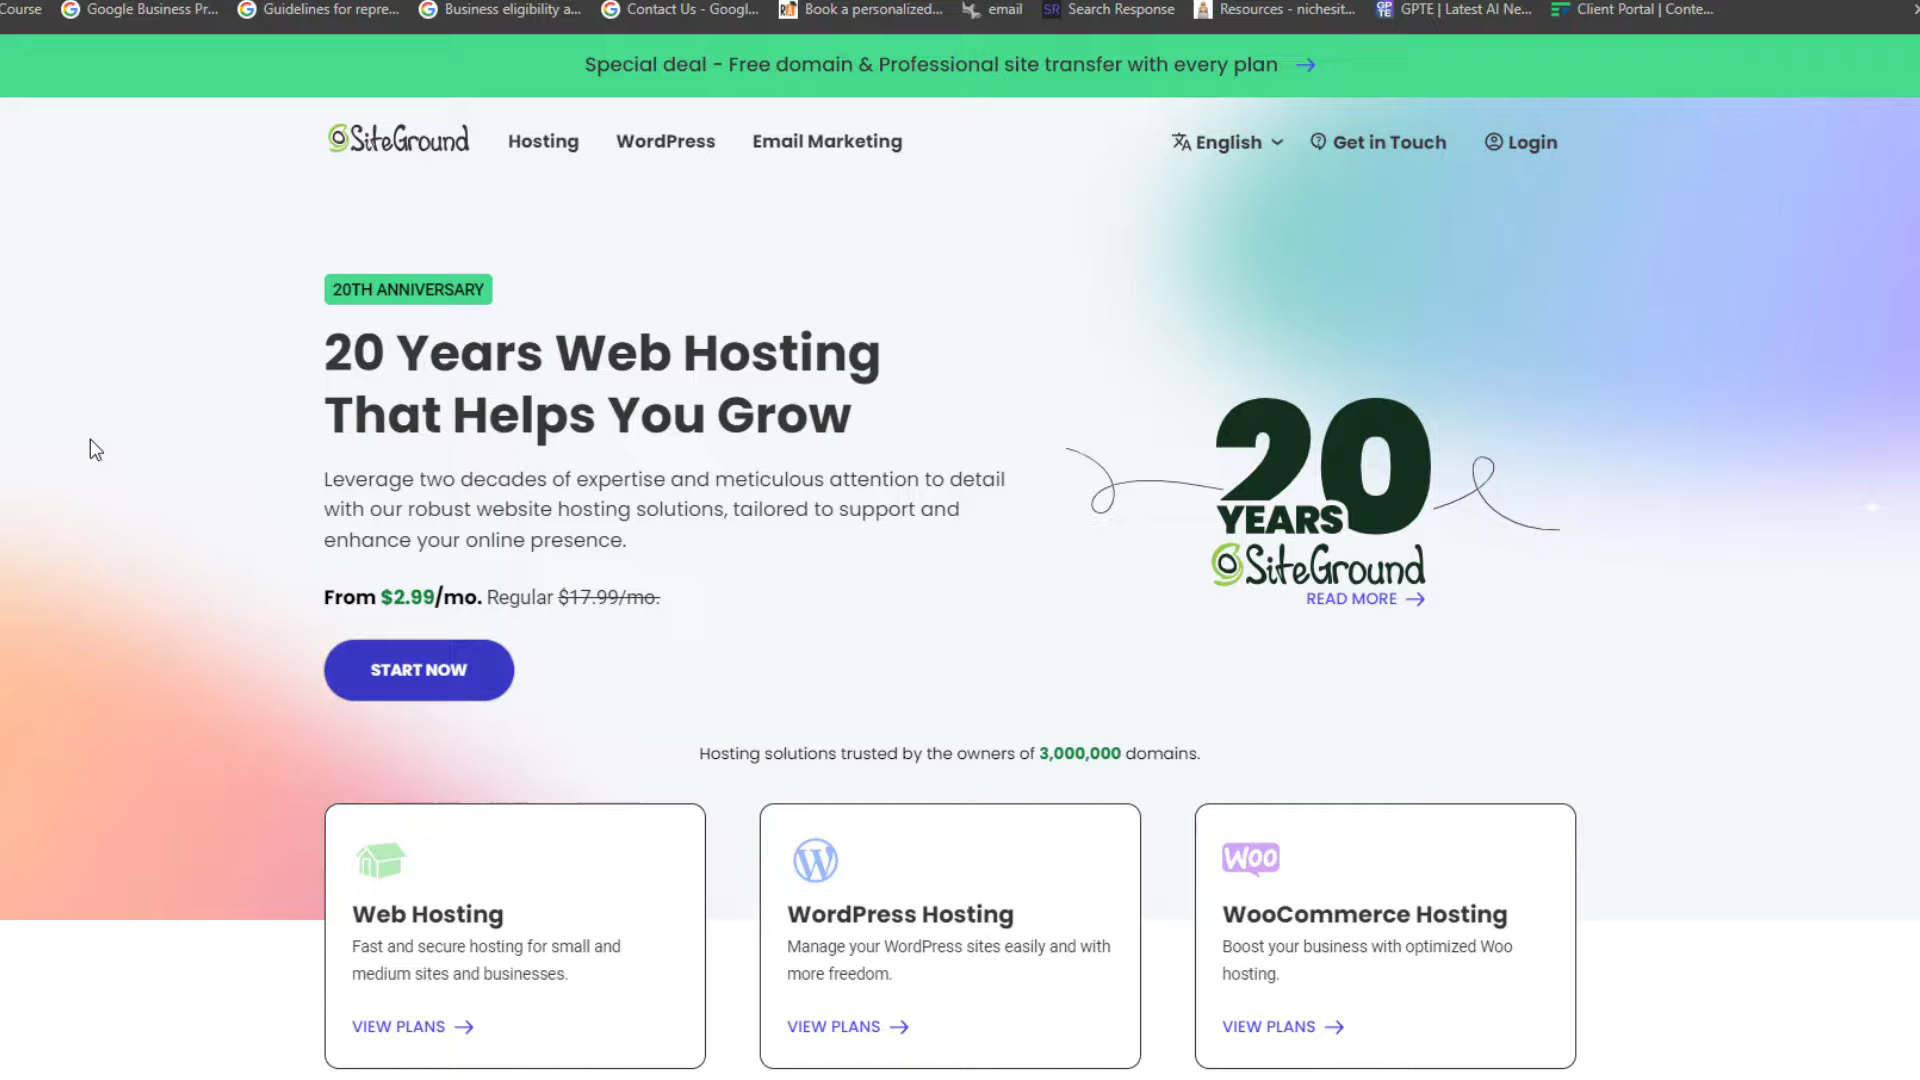 Course Google Business Pr... Guidelines for repre... Business eligibility a... Contact Us - Googl... Book a personalized... email SR Search Response Resources - nichesit... GPTE GPTE | Latest AI Ne... Client Portal | Conte...
Special deal - Free domain & Professional site transfer with every plan
SiteGround Hosting WordPress Email Marketing English Get in Touch Login
20TH ANNIVERSARY
20 Years Web Hosting
That Helps You Grow
Leverage two decades of expertise and meticulous attention to detail
with our robust website hosting solutions, tailored to support and
enhance your online presence.
From $2.99/mo. Regular $17.99/mo.
START NOW
20
YEARS
SiteGround
READ MORE
Hosting solutions trusted by the owners of 3,000,000 domains.
Web Hosting
Fast and secure hosting for small and
medium sites and businesses.
VIEW PLANS
WordPress Hosting
Manage your WordPress sites easily and with
more freedom.
VIEW PLANS
Woo
WooCommerce Hosting
Boost your business with optimized Woo
hosting.
VIEW PLANS